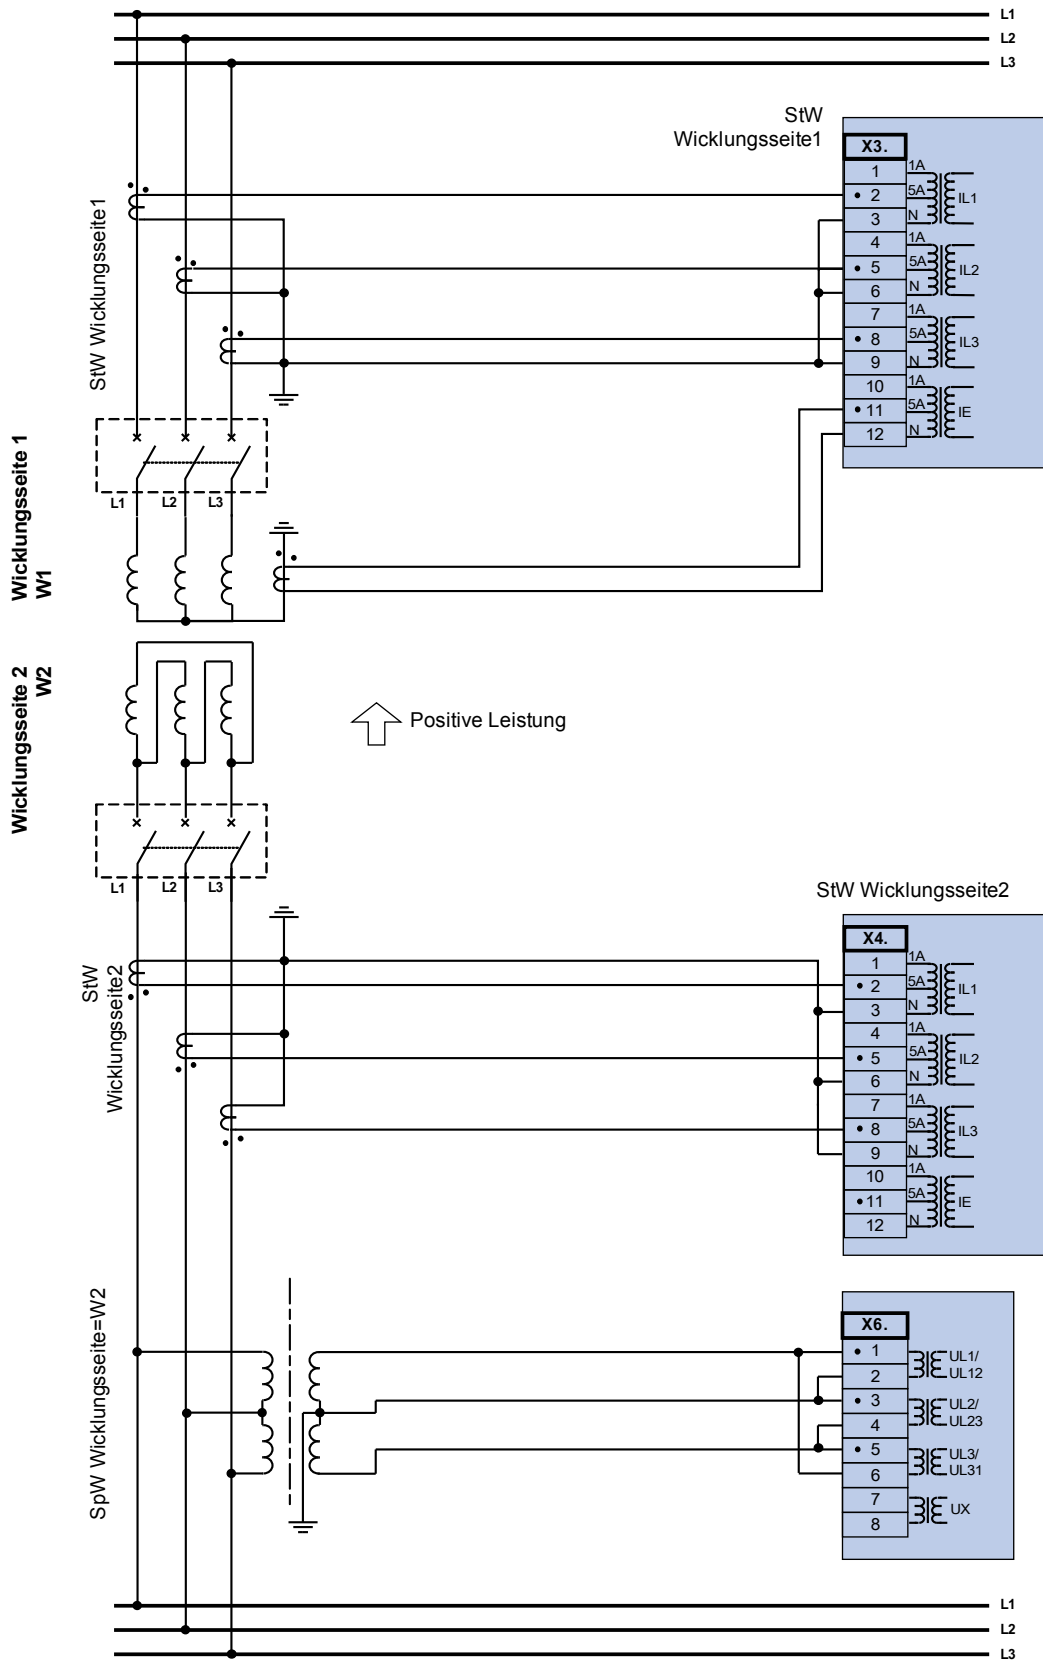 L1
L2
L3
StW
Wicklungsseite1
X3.
1 1A
2 5A IL1
3 N
4 1A
5 5A IL2
6 N
7 1A
8 5A IL3
9 N
10 1A
11 5A IE
12 N
StW Wicklungsseite1
L1 L2 L3
Wicklungsseite 1
W1
Wicklungsseite 2
W2
Positive Leistung
L1 L2 L3
StW Wicklungsseite2
X4.
1 1A
2 5A IL1
3 N
4 1A
5 5A IL2
6 N
7 1A
8 5A IL3
9 N
10 1A
11 5A IE
12 N
StW
Wicklungsseite2
SpW Wicklungsseite=W2
X6.
1 UL1/
2 UL12
3 UL2/
4 UL23
5 UL3/
6 UL31
7 UX
8
L1
L2
L3